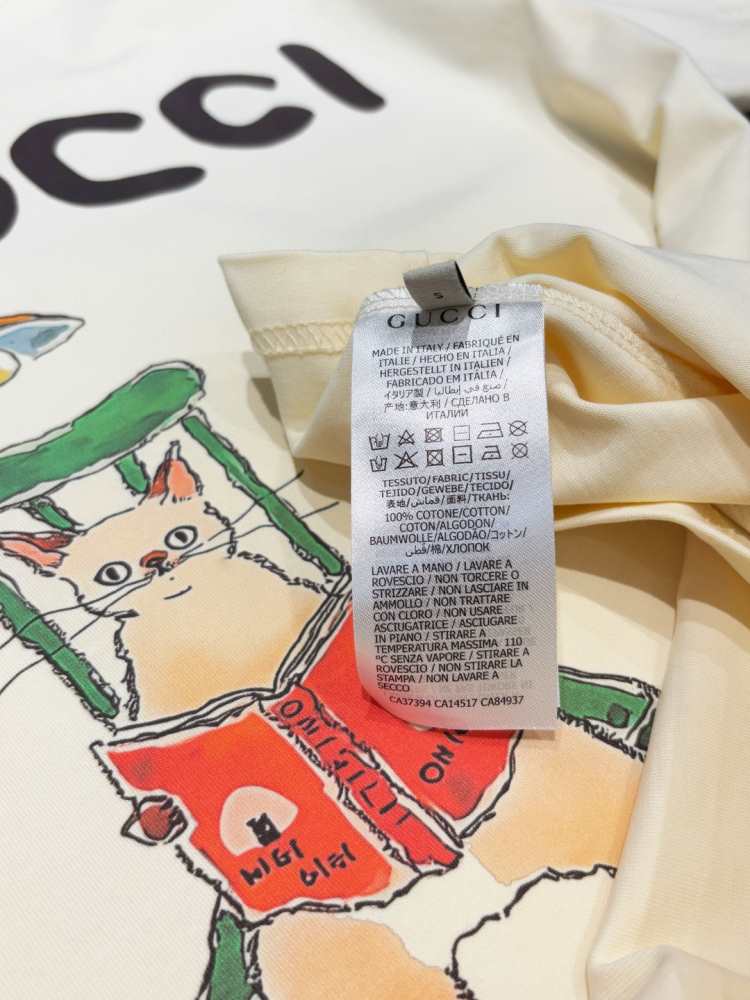 GUCCI
S
GUCCI
MADE IN ITALY / FABRIQUÉ EN
ITALIE / HECHO EN ITALIA /
HERGESTELLT IN ITALIEN /
FABRICADO EM ITÁLIA /
イタリア製 / صنع في إيطاليا /
产地:意大利 / СДЕЛАНО В
ИТАЛИИ
TESSUTO/FABRIC/TISSU/
TEJIDO/GEWEBE/TECIDO/
表地/قماش/面料/ТКАНЬ:
100% COTONE/COTTON/
COTON/ALGODON/
BAUMWOLLE/ALGODÃO/コットン/
قطن/棉/ХЛОПОК
LAVARE A MANO / LAVARE A
ROVESCIO / NON TORCERE O
STRIZZARE / NON LASCIARE IN
AMMOLLO / NON TRATTARE
CON CLORO / NON USARE
ASCIUGATRICE / ASCIUGARE
IN PIANO / STIRARE A
TEMPERATURA MASSIMA 110
°C SENZA VAPORE / STIRARE A
ROVESCIO / NON STIRARE LA
STAMPA / NON LAVARE A
SECCO
CA37394 CA14517 CA84937